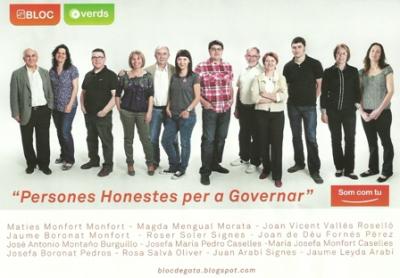 BLOC verds
"Persones Honestes per a Governar"
Som com tu
Maties Monfort Monfort - Magda Mengual Morata - Joan Vicent Vallés Roselló
Jaume Boronat Monfort - Roser Soler Signes - Joan de Déu Fornés Pérez
José Antonio Montaño Burguillo - Josefa Maria Pedro Caselles -Maria Josefa Monfort Caselles
Josefa Boronat Pedros - Rosa Salvà Oliver - Juan Arabi Signes - Jaume Leyda Arabi
blocdegata.blogspot.com